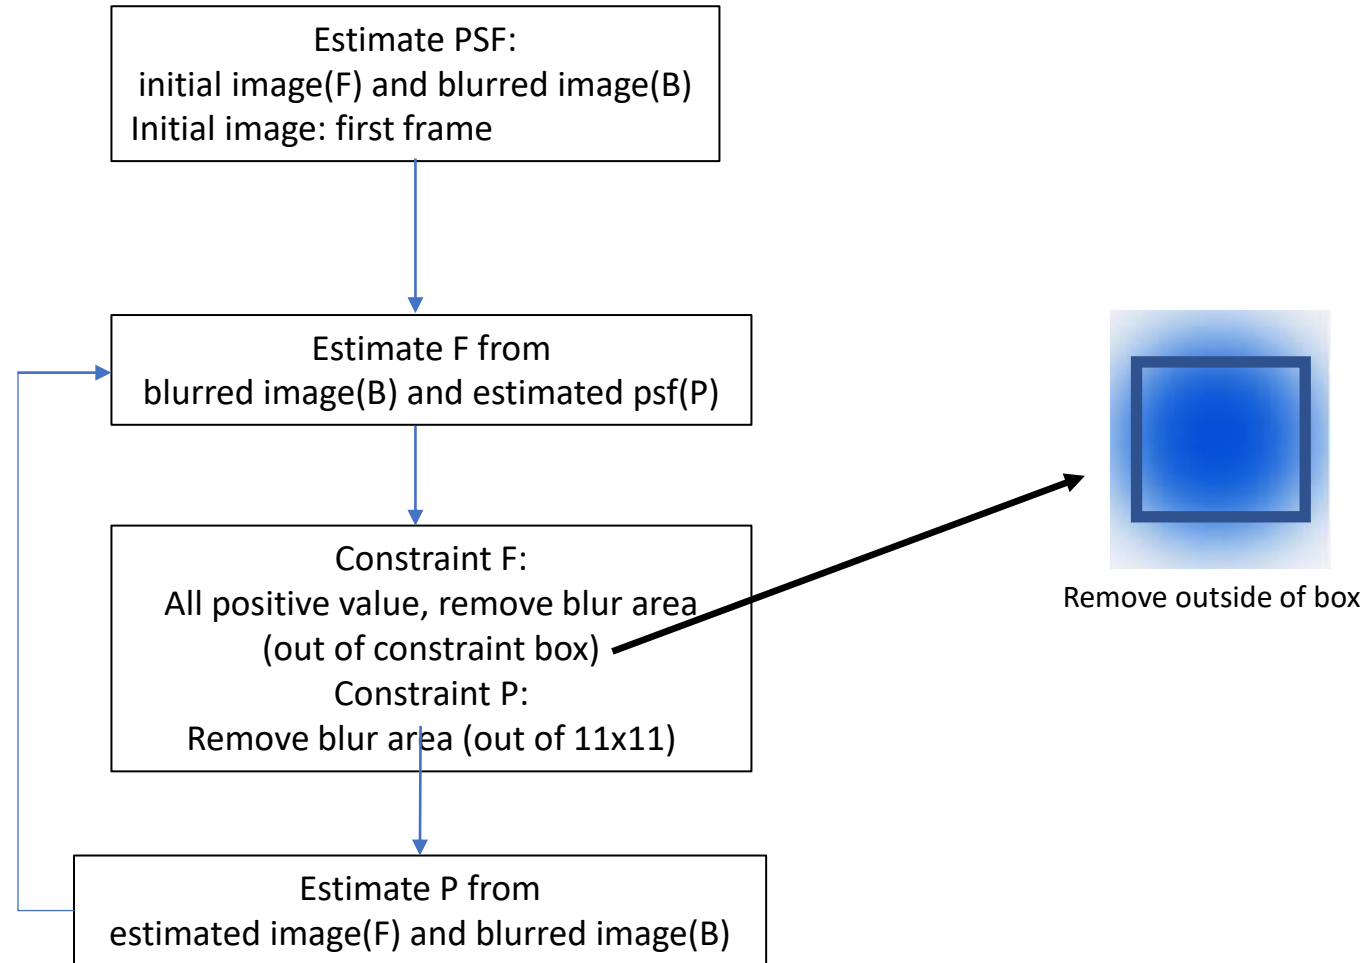 Estimate PSF:
initial image(F) and blurred image(B)
Initial image: first frame
Estimate F from
blurred image(B) and estimated psf(P)
Constraint F:
All positive value, remove blur area
(out of constraint box)
Constraint P:
Remove blur area (out of 11x11)
Remove outside of box
Estimate P from
estimated image(F) and blurred image(B)